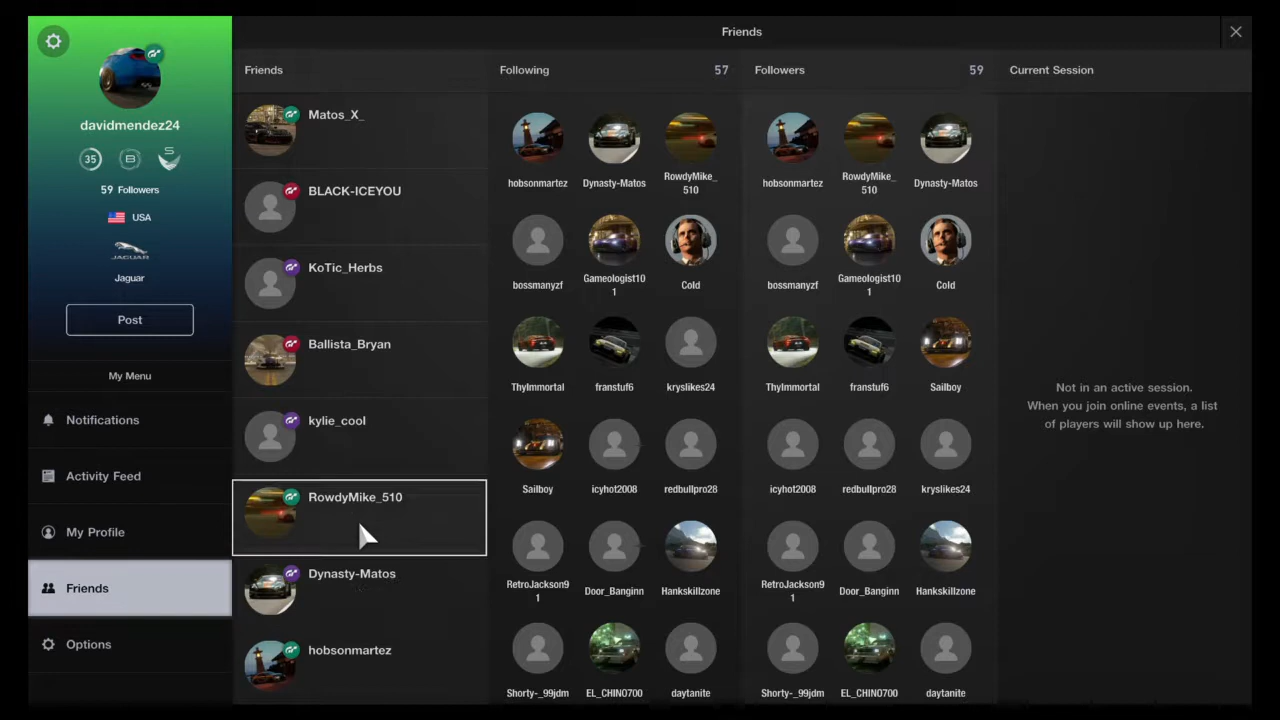 Friends
davidmendez24
35
B
S
59 Followers
USA
JAGUAR
Jaguar
Post
My Menu
Notifications
Activity Feed
My Profile
Friends
Options
Friends
Matos_X_
BLACK-ICEYOU
KoTic_Herbs
Ballista_Bryan
kylie_cool
RowdyMike_510
Dynasty-Matos
hobsonmartez
Following 57
hobsonmartez Dynasty-Matos RowdyMike_
510
bossmanyzf Gameologist10 Cold
1
ThyImmortal franstuf6 kryslikes24
Sailboy icyhot2008 redbullpro28
RetroJackson9 Door_Banginn Hankskillzone
1
Shorty-_99jdm EL_CHINO700 daytanite
Followers 59
hobsonmartez RowdyMike_ Dynasty-Matos
510
bossmanyzf Gameologist10 Cold
1
ThyImmortal franstuf6 Sailboy
icyhot2008 redbullpro28 kryslikes24
RetroJackson9 Door_Banginn Hankskillzone
1
Shorty-_99jdm EL_CHINO700 daytanite
Current Session
Not in an active session.
When you join online events, a list
of players will show up here.